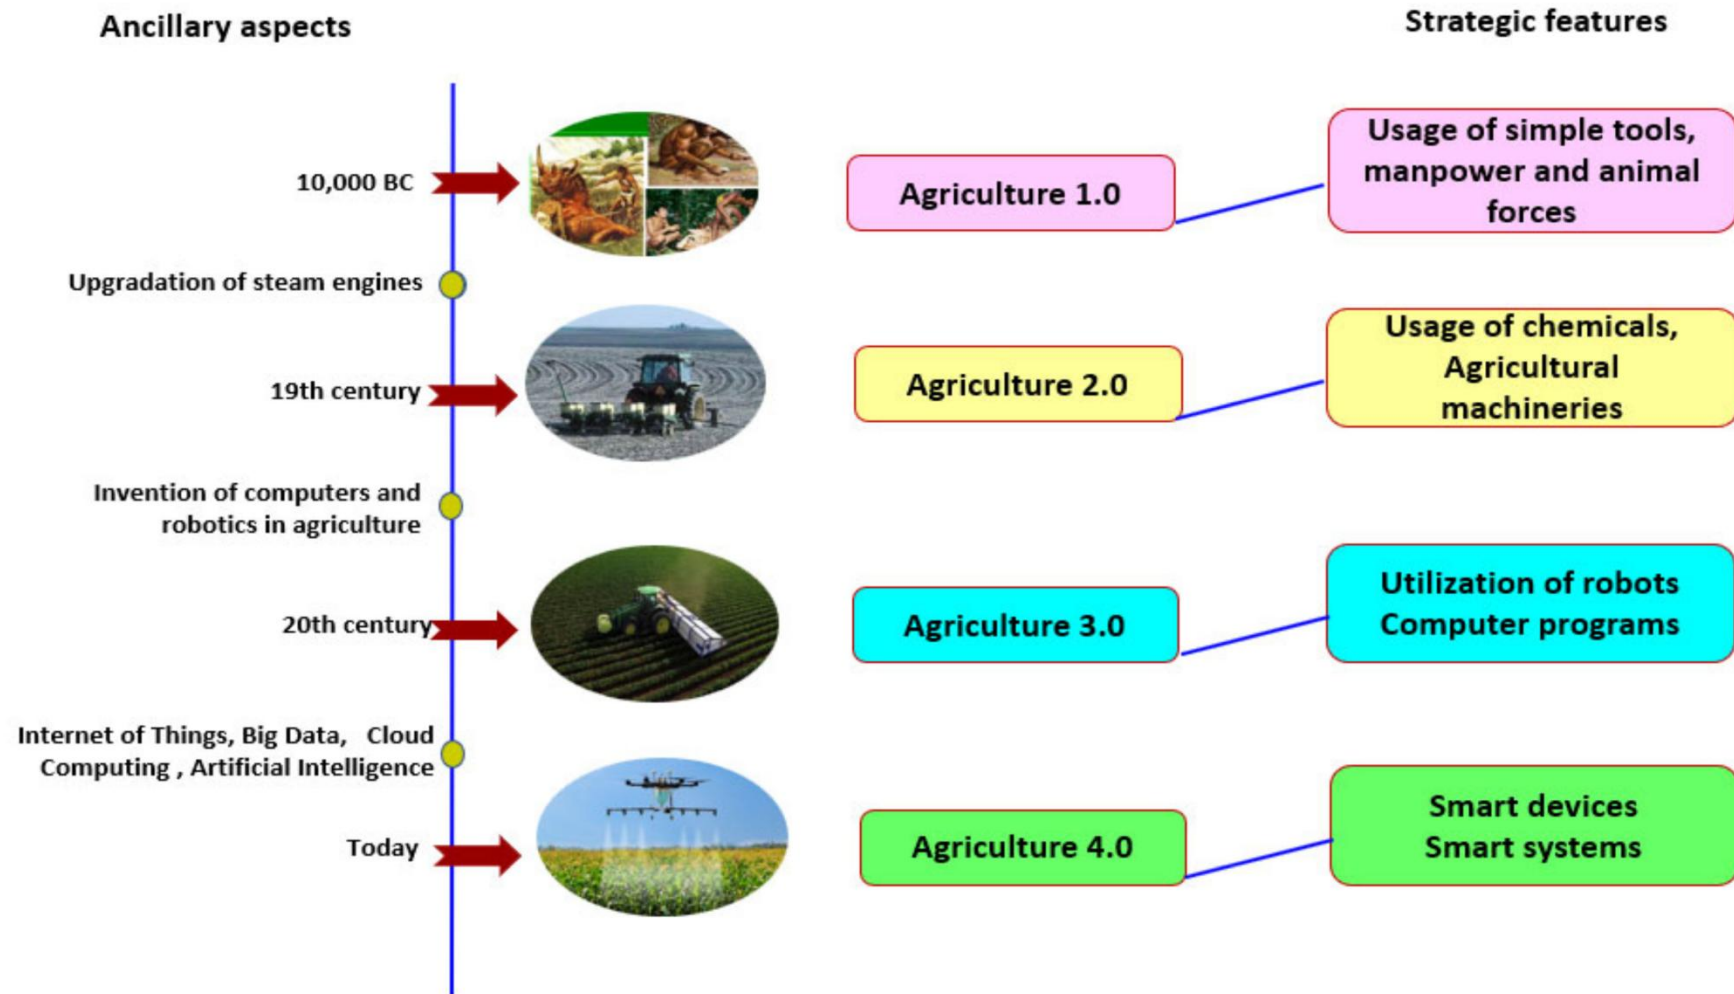 Ancillary aspects
Strategic features
10,000 BC
Agriculture 1.0
Usage of simple tools,
manpower and animal
forces
Upgradation of steam engines
19th century
Agriculture 2.0
Usage of chemicals,
Agricultural
machineries
Invention of computers and
robotics in agriculture
20th century
Agriculture 3.0
Utilization of robots
Computer programs
Internet of Things, Big Data,   Cloud
Computing , Artificial Intelligence
Today
Agriculture 4.0
Smart devices
Smart systems